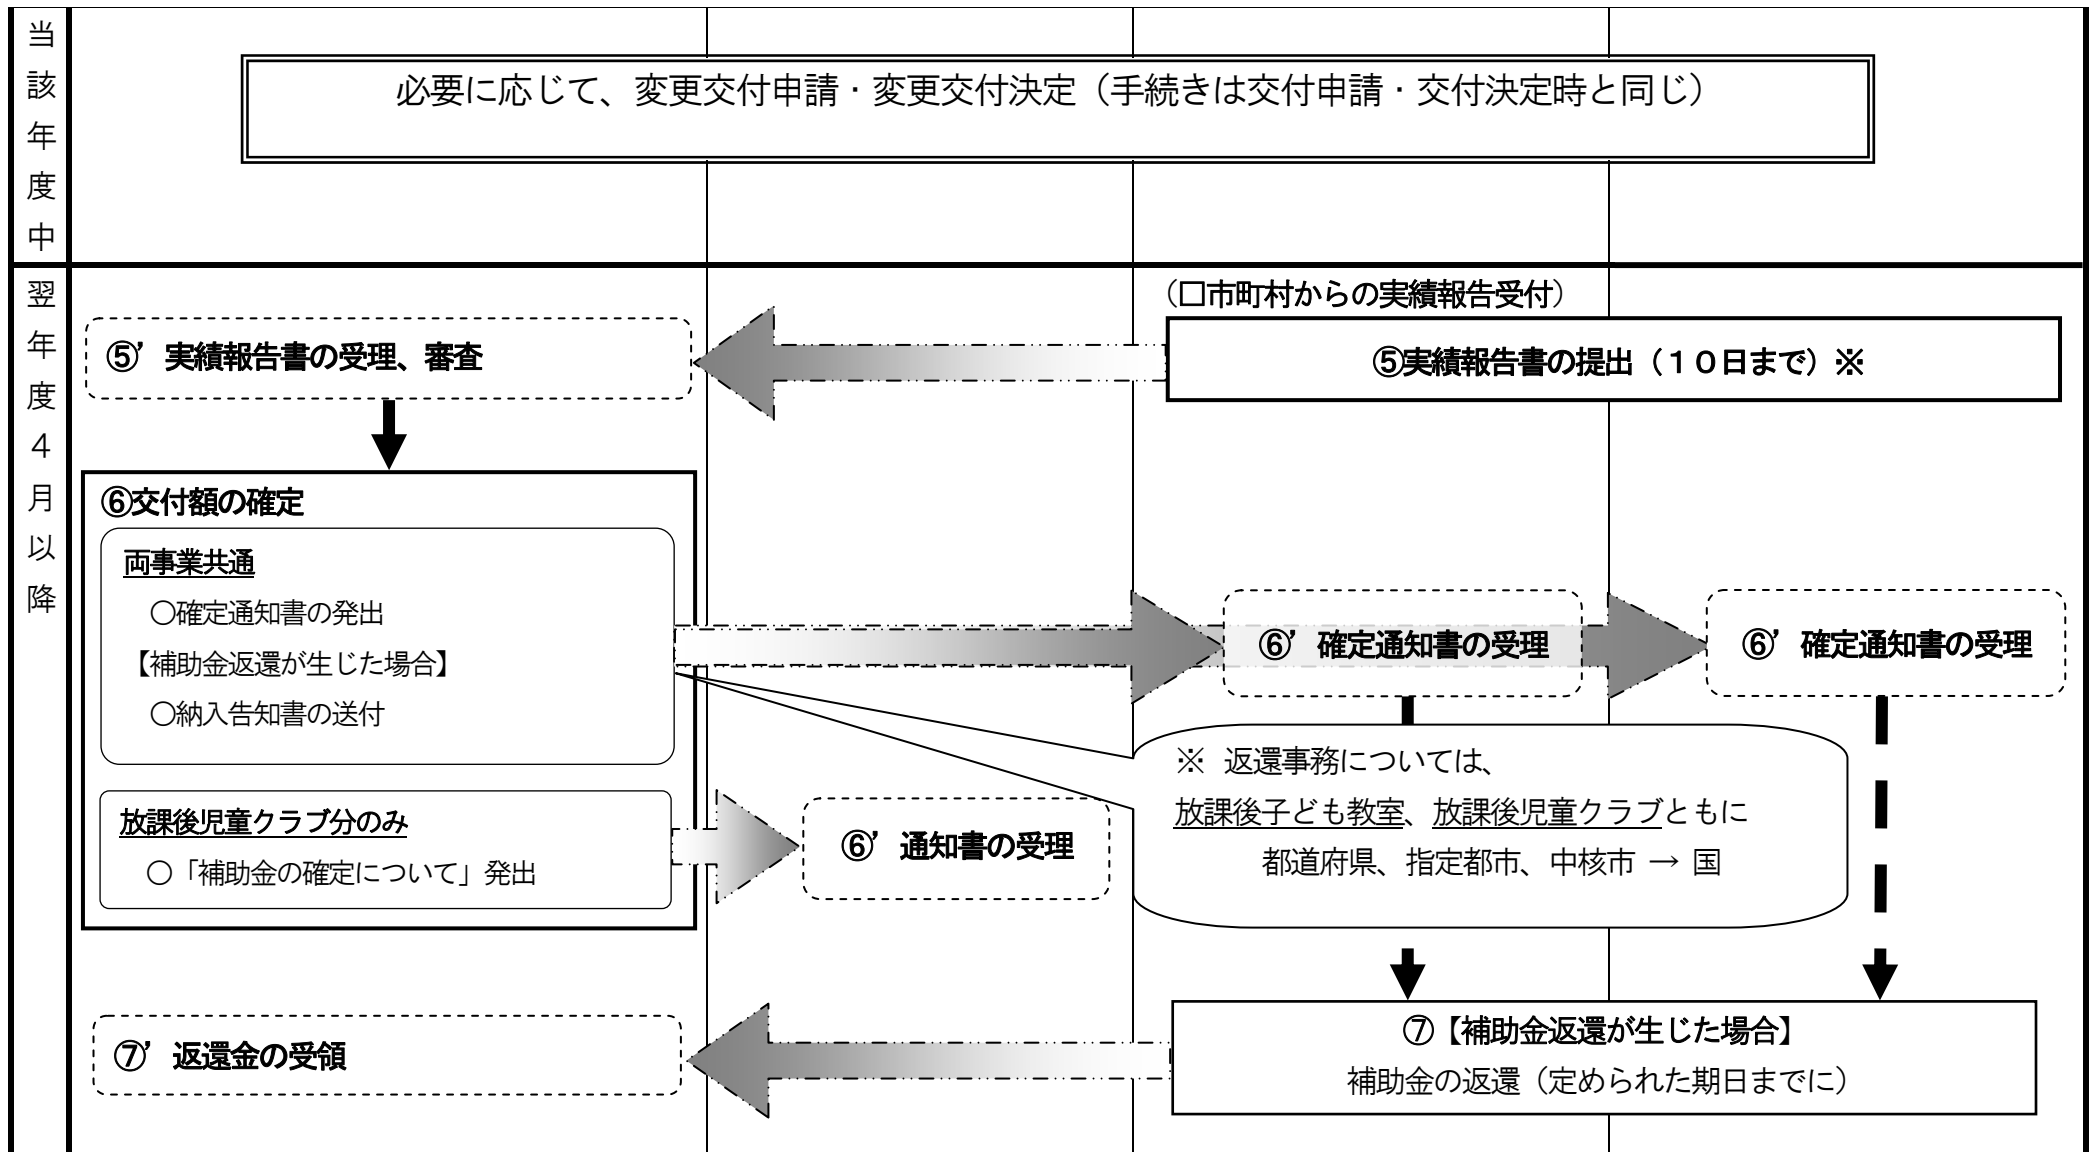 当該年度中
必要に応じて、変更交付申請・変更交付決定（手続きは交付申請・交付決定時と同じ）
翌年度４月以降
（□市町村からの実績報告受付）
⑤’実績報告書の受理、審査
⑤実績報告書の提出（１０日まで）※
⑥交付額の確定
両事業共通
○確定通知書の発出
【補助金返還が生じた場合】
○納入告知書の送付
⑥’確定通知書の受理
⑥’確定通知書の受理
放課後児童クラブ分のみ
○「補助金の確定について」発出
⑥’通知書の受理
※ 返還事務については、
放課後子ども教室、放課後児童クラブともに
都道府県、指定都市、中核市 → 国
⑦’返還金の受領
⑦【補助金返還が生じた場合】
補助金の返還（定められた期日までに）